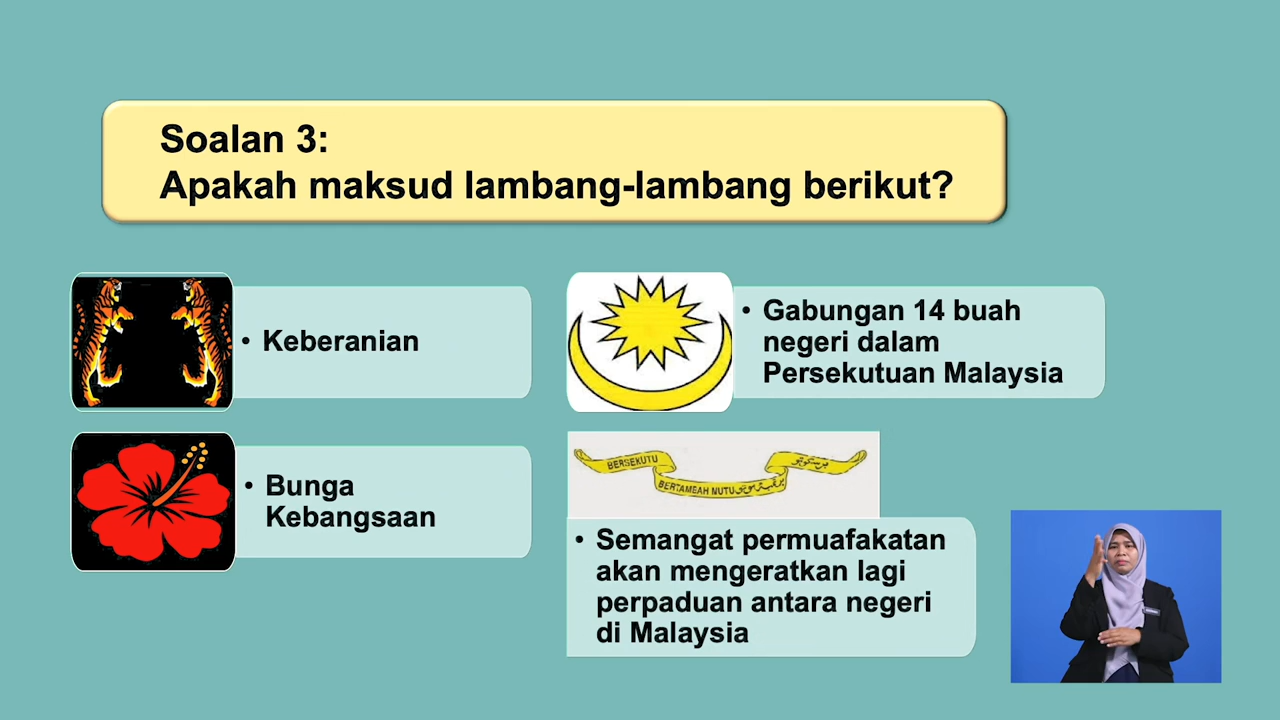 Soalan 3:
Apakah maksud lambang-lambang berikut?
• Keberanian
• Gabungan 14 buah
negeri dalam
Persekutuan Malaysia
• Bunga
Kebangsaan
BERSEKUTU
BERTAMBAH MUTU
• Semangat permuafakatan
akan mengeratkan lagi
perpaduan antara negeri
di Malaysia